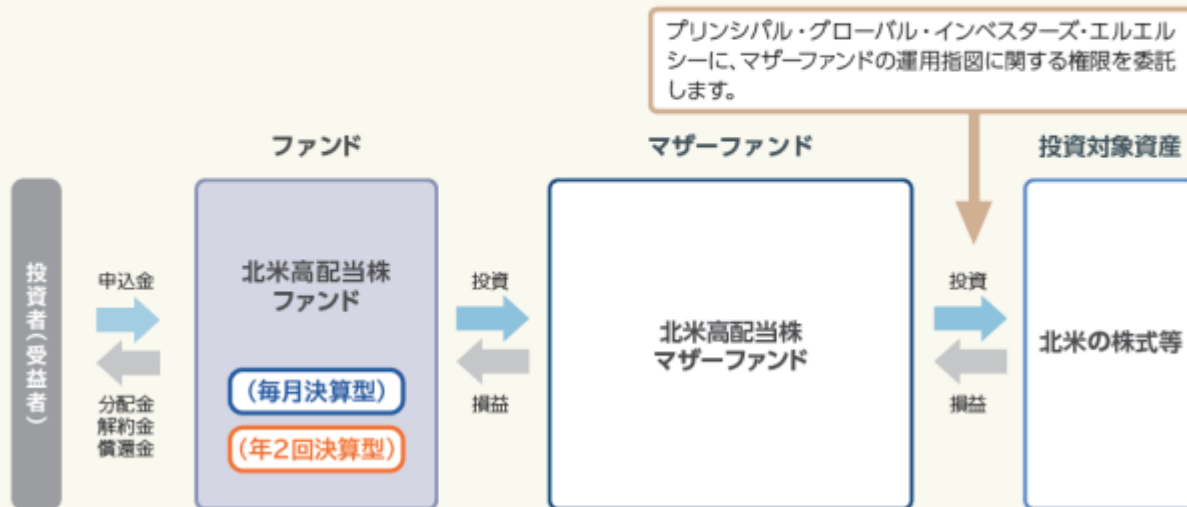 プリンシパル・グローバル・インベスターズ・エルエル
シーに、マザーファンドの運用指図に関する権限を委託
します。
ファンド
マザーファンド
投資対象資産
投資者(受益者)
申込金
分配金
解約金
償還金
北米高配当株
ファンド
(毎月決算型)
(年2回決算型)
投資
損益
北米高配当株
マザーファンド
投資
損益
北米の株式等